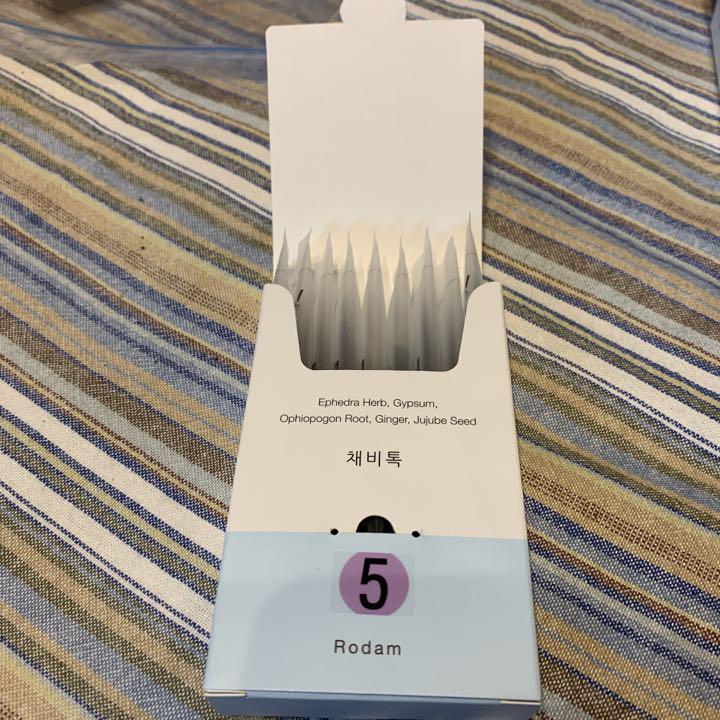 Ephedra Herb, Gypsum,
Ophiopogon Root, Ginger, Jujube Seed
채비톡
5
Rodam